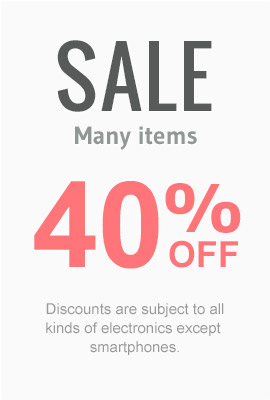 SALE
Many items
40% OFF
Discounts are subject to all
kinds of electronics except
smartphones.